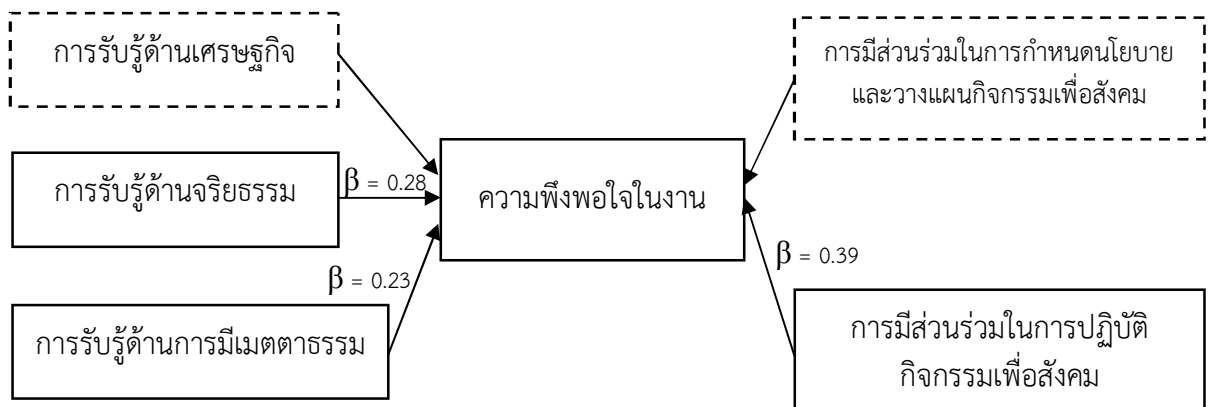 การรับรู้ด้านเศรษฐกิจ
การมีส่วนร่วมในการกำหนดนโยบาย
และวางแผนกิจกรรมเพื่อสังคม
การรับรู้ด้านจริยธรรม
β = 0.28
ความพึงพอใจในงาน
β = 0.23
β = 0.39
การรับรู้ด้านการมีเมตตาธรรม
การมีส่วนร่วมในการปฏิบัติ
กิจกรรมเพื่อสังคม